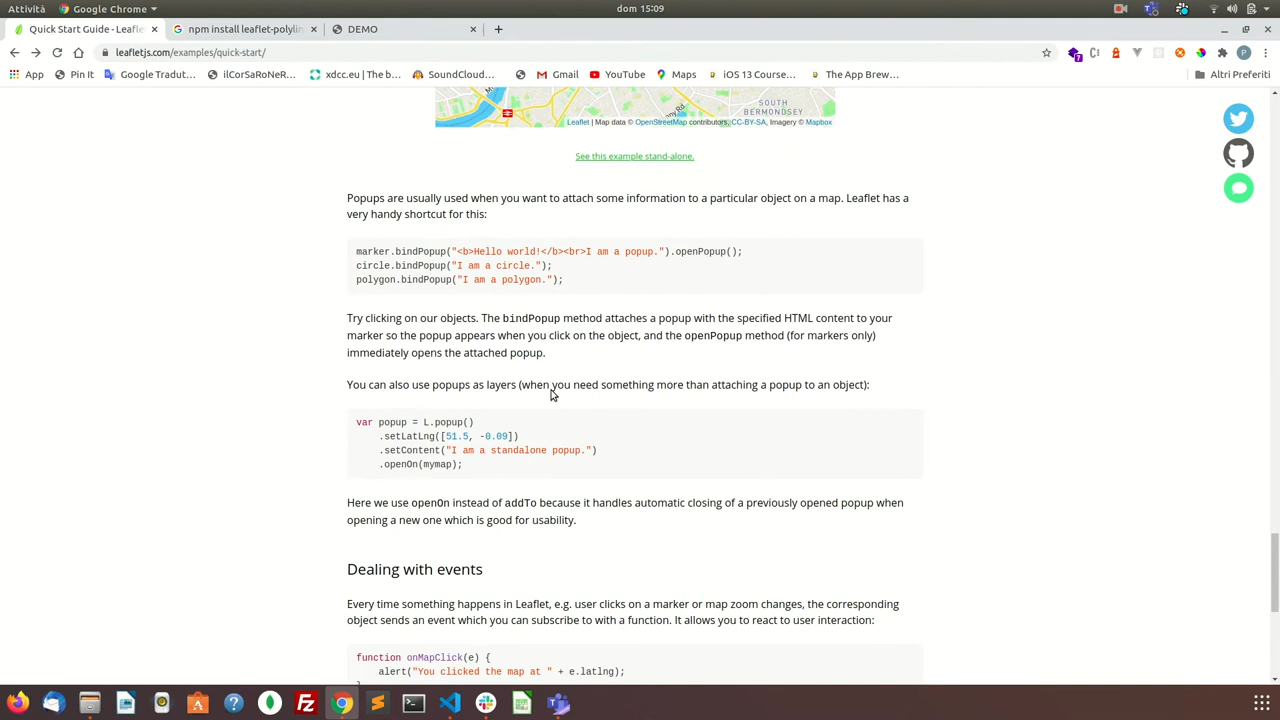 Attività
Google Chrome
dom 15:09
Quick Start Guide - Leafle
npm install leaflet-polylin
DEMO
leafletjs.com/examples/quick-start/
P
App
Pin It
Google Tradut...
ilCorSaRoNeR...
xdcc.eu | The b...
SoundCloud...
Gmail
YouTube
Maps
iOS 13 Course...
The App Brew...
Altri Preferiti
7
SOUTH
BERMONDSEY
Leaflet | Map data © OpenStreetMap contributors, CC-BY-SA, Imagery © Mapbox
See this example stand-alone.
Popups are usually used when you want to attach some information to a particular object on a map. Leaflet has a
very handy shortcut for this:
marker.bindPopup("<b>Hello world!</b><br>I am a popup.").openPopup();
circle.bindPopup("I am a circle.");
polygon.bindPopup("I am a polygon.");
Try clicking on our objects. The bindPopup method attaches a popup with the specified HTML content to your
marker so the popup appears when you click on the object, and the openPopup method (for markers only)
immediately opens the attached popup.
You can also use popups as layers (when you need something more than attaching a popup to an object):
var popup = L.popup()
.setLatLng([51.5, -0.09])
.setContent("I am a standalone popup.")
.openOn(mymap);
Here we use openOn instead of addTo because it handles automatic closing of a previously opened popup when
opening a new one which is good for usability.
Dealing with events
Every time something happens in Leaflet, e.g. user clicks on a marker or map zoom changes, the corresponding
object sends an event which you can subscribe to with a function. It allows you to react to user interaction:
function onMapClick(e) {
alert("You clicked the map at " + e.latlng);